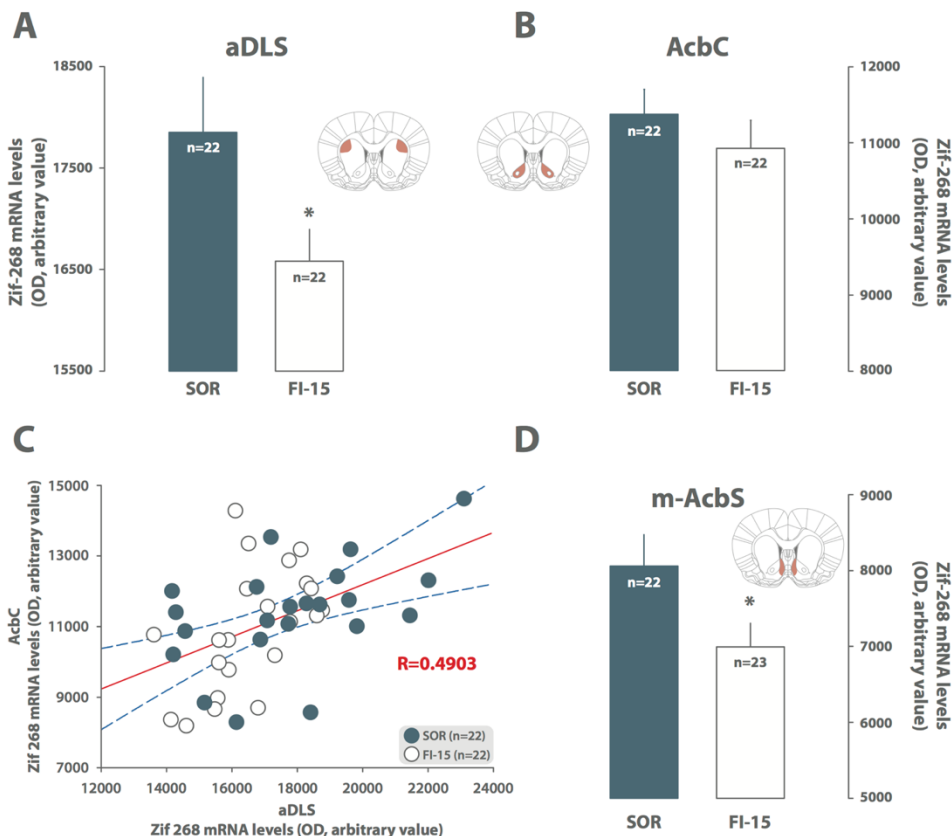 A
aDLS
18500
17500
16500
15500
Zif-268 mRNA levels
(OD, arbitrary value)
n=22
*
n=22
SOR
FI-15
B
AcbC
12000
11000
10000
9000
8000
Zif-268 mRNA levels
(OD, arbitrary value)
n=22
n=22
SOR
FI-15
C
15000
13000
11000
9000
7000
AcbC
Zif 268 mRNA levels (OD, arbitrary value)
R=0.4903
SOR (n=22)
FI-15 (n=22)
12000 14000 16000 18000 20000 22000 24000
aDLS
Zif 268 mRNA levels (OD, arbitrary value)
D
m-AcbS
9000
8000
7000
6000
5000
Zif-268 mRNA levels
(OD, arbitrary value)
n=22
*
n=23
SOR
FI-15